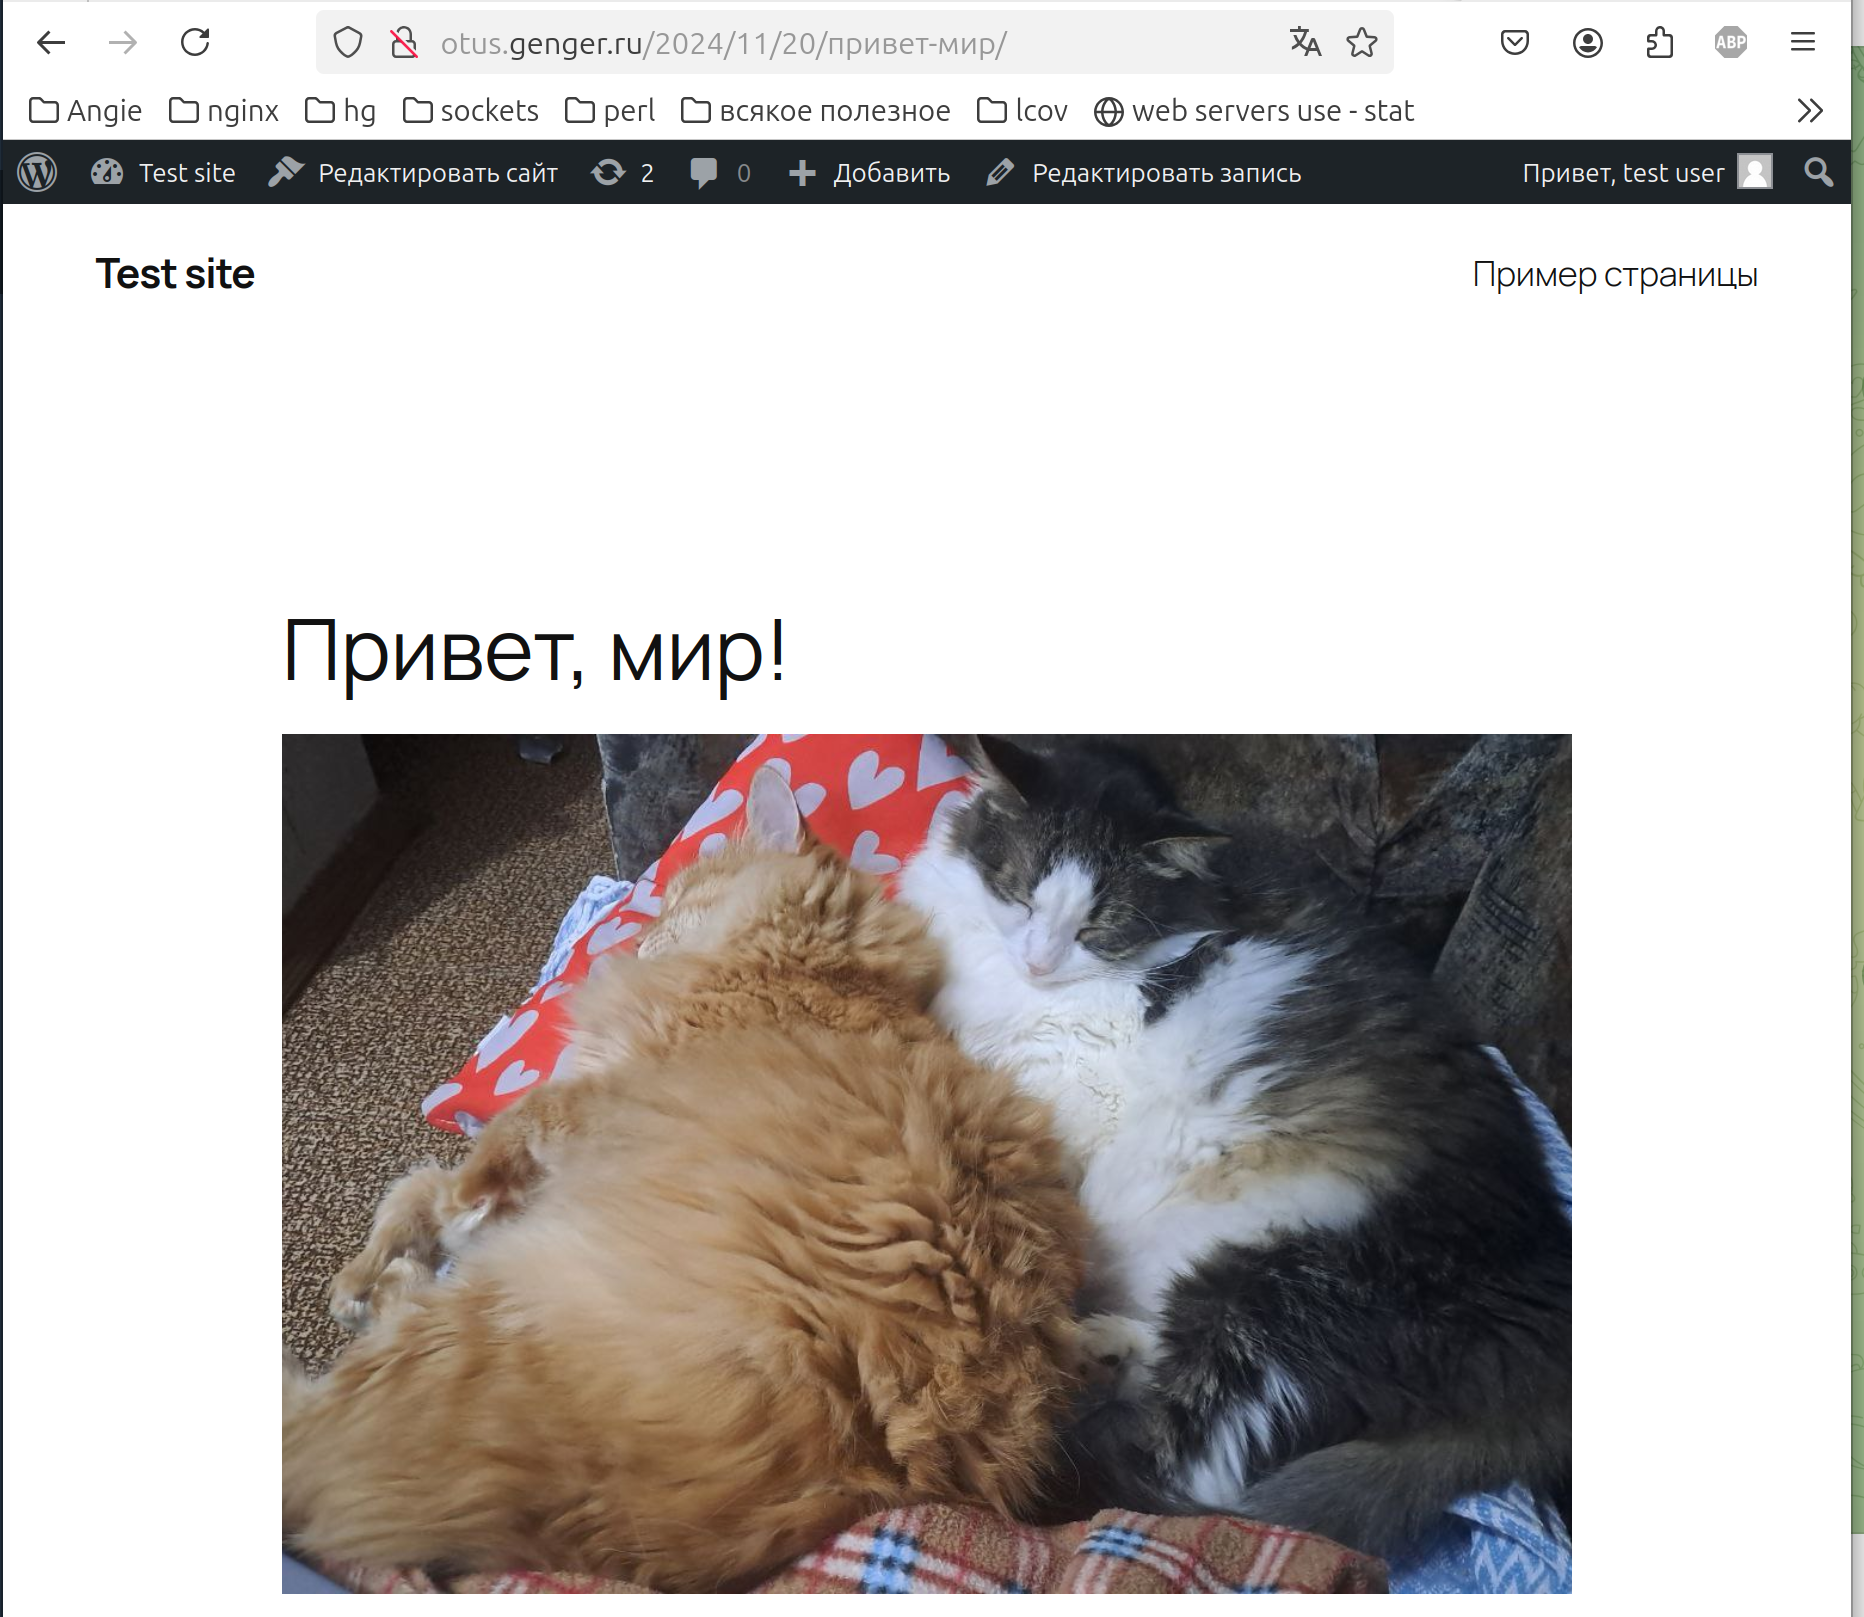 otus.genger.ru/2024/11/20/привет-мир/
ABP
Angie nginx hg sockets perl всякое полезное lcov web servers use - stat
Test site Редактировать сайт 2 0 Добавить Редактировать запись Привет, test user
Test site Пример страницы
Привет, мир!